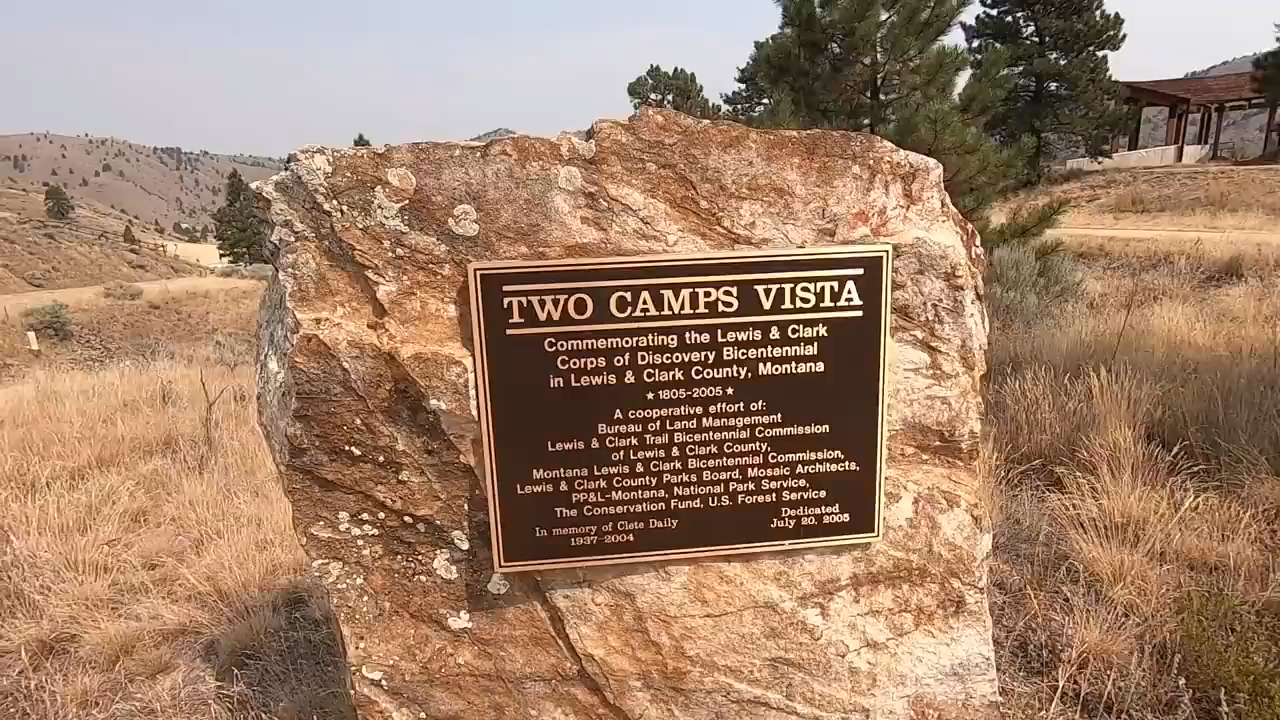 TWO CAMPS VISTA
Commemorating the Lewis & Clark
Corps of Discovery Bicentennial
in Lewis & Clark County, Montana
★ 1805-2005 ★
A cooperative effort of:
Bureau of Land Management
Lewis & Clark Trail Bicentennial Commission
of Lewis & Clark County,
Montana Lewis & Clark Bicentennial Commission,
Lewis & Clark County Parks Board, Mosaic Architects,
PP&L-Montana, National Park Service,
The Conservation Fund, U.S. Forest Service
In memory of Clete Daily
1937-2004
Dedicated
July 20, 2005